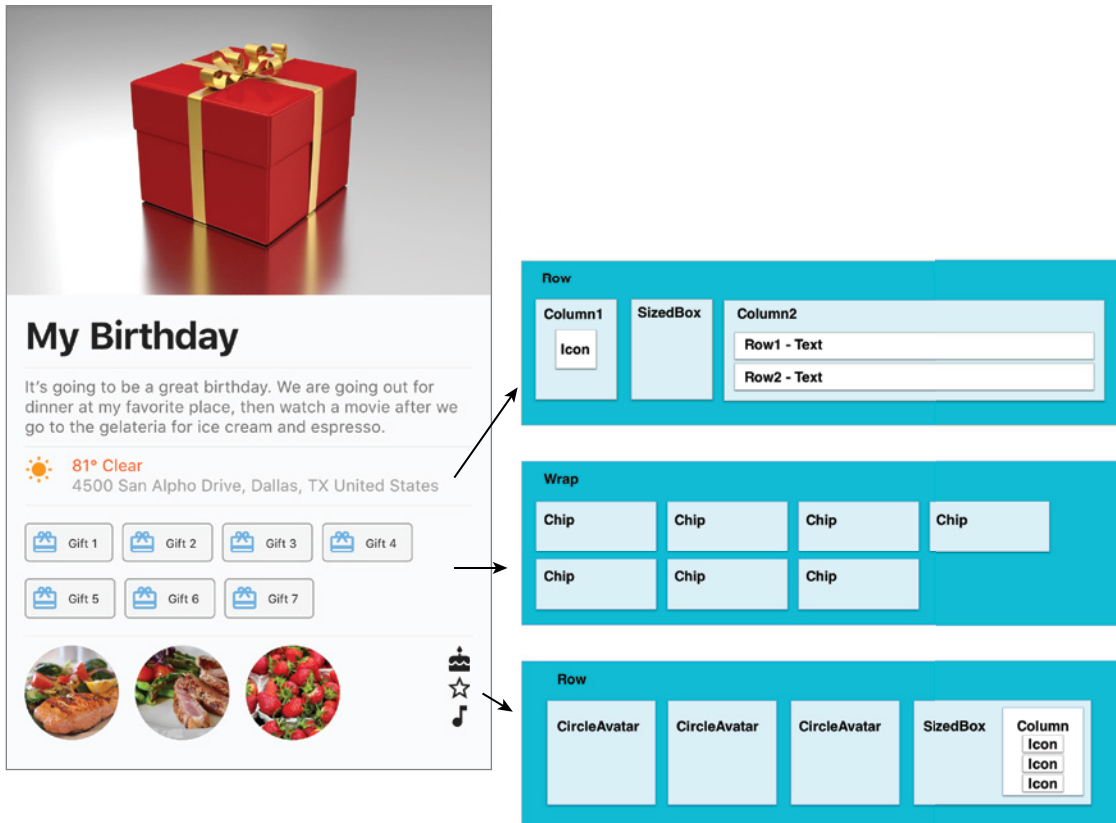 My Birthday
It's going to be a great birthday. We are going out for
dinner at my favorite place, then watch a movie after we
go to the gelateria for ice cream and espresso.
81° Clear
4500 San Alpho Drive, Dallas, TX United States
Gift 1 Gift 2 Gift 3 Gift 4
Gift 5 Gift 6 Gift 7
Row
Column1 SizedBox Column2
Icon
Row1 - Text
Row2 - Text
Wrap
Chip Chip Chip Chip
Chip Chip Chip
Row
CircleAvatar CircleAvatar CircleAvatar SizedBox Column
Icon
Icon
Icon